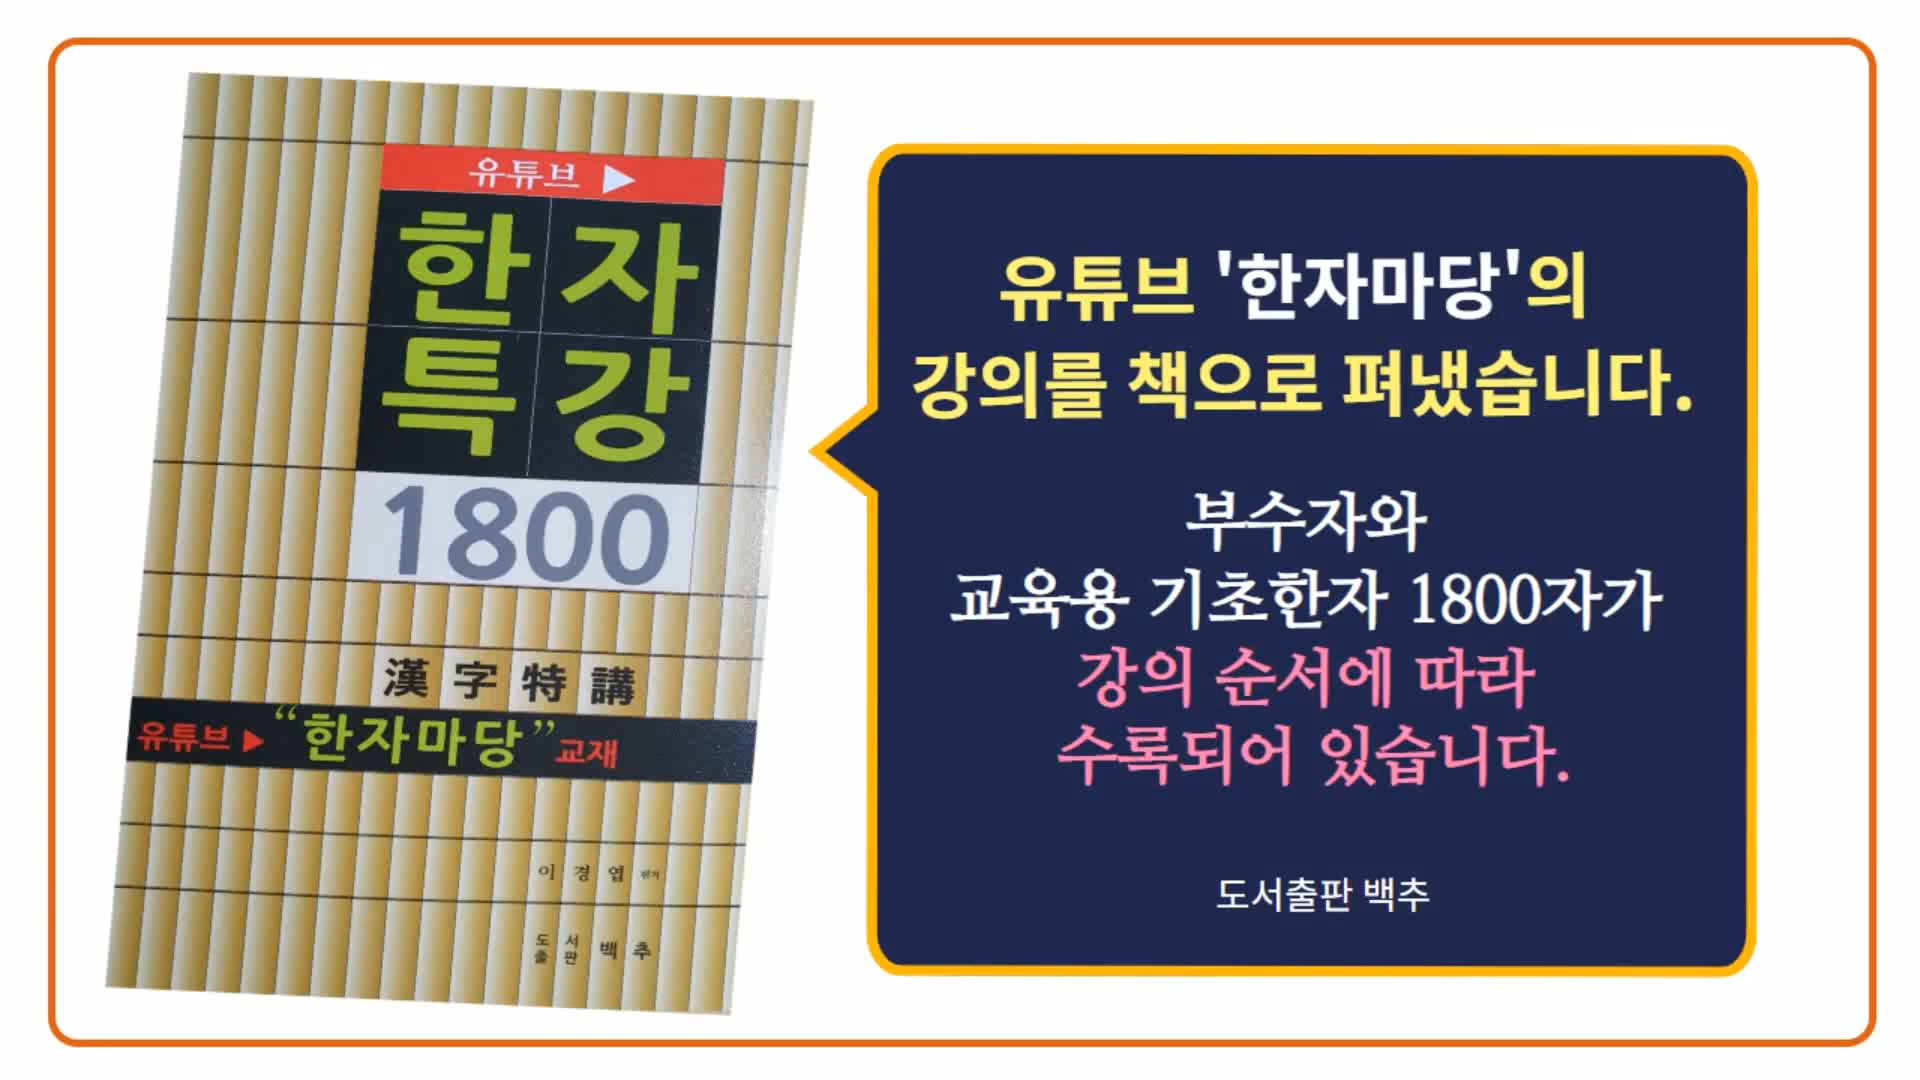 유튜브 ▶
한자
특강
1800
漢字特講
유튜브 ▶ “한자마당” 교재
이경엽 편저
도서출판 백추
유튜브 '한자마당'의
강의를 책으로 펴냈습니다.
부수자와
교육용 기초한자 1800자가
강의 순서에 따라
수록되어 있습니다.
도서출판 백추